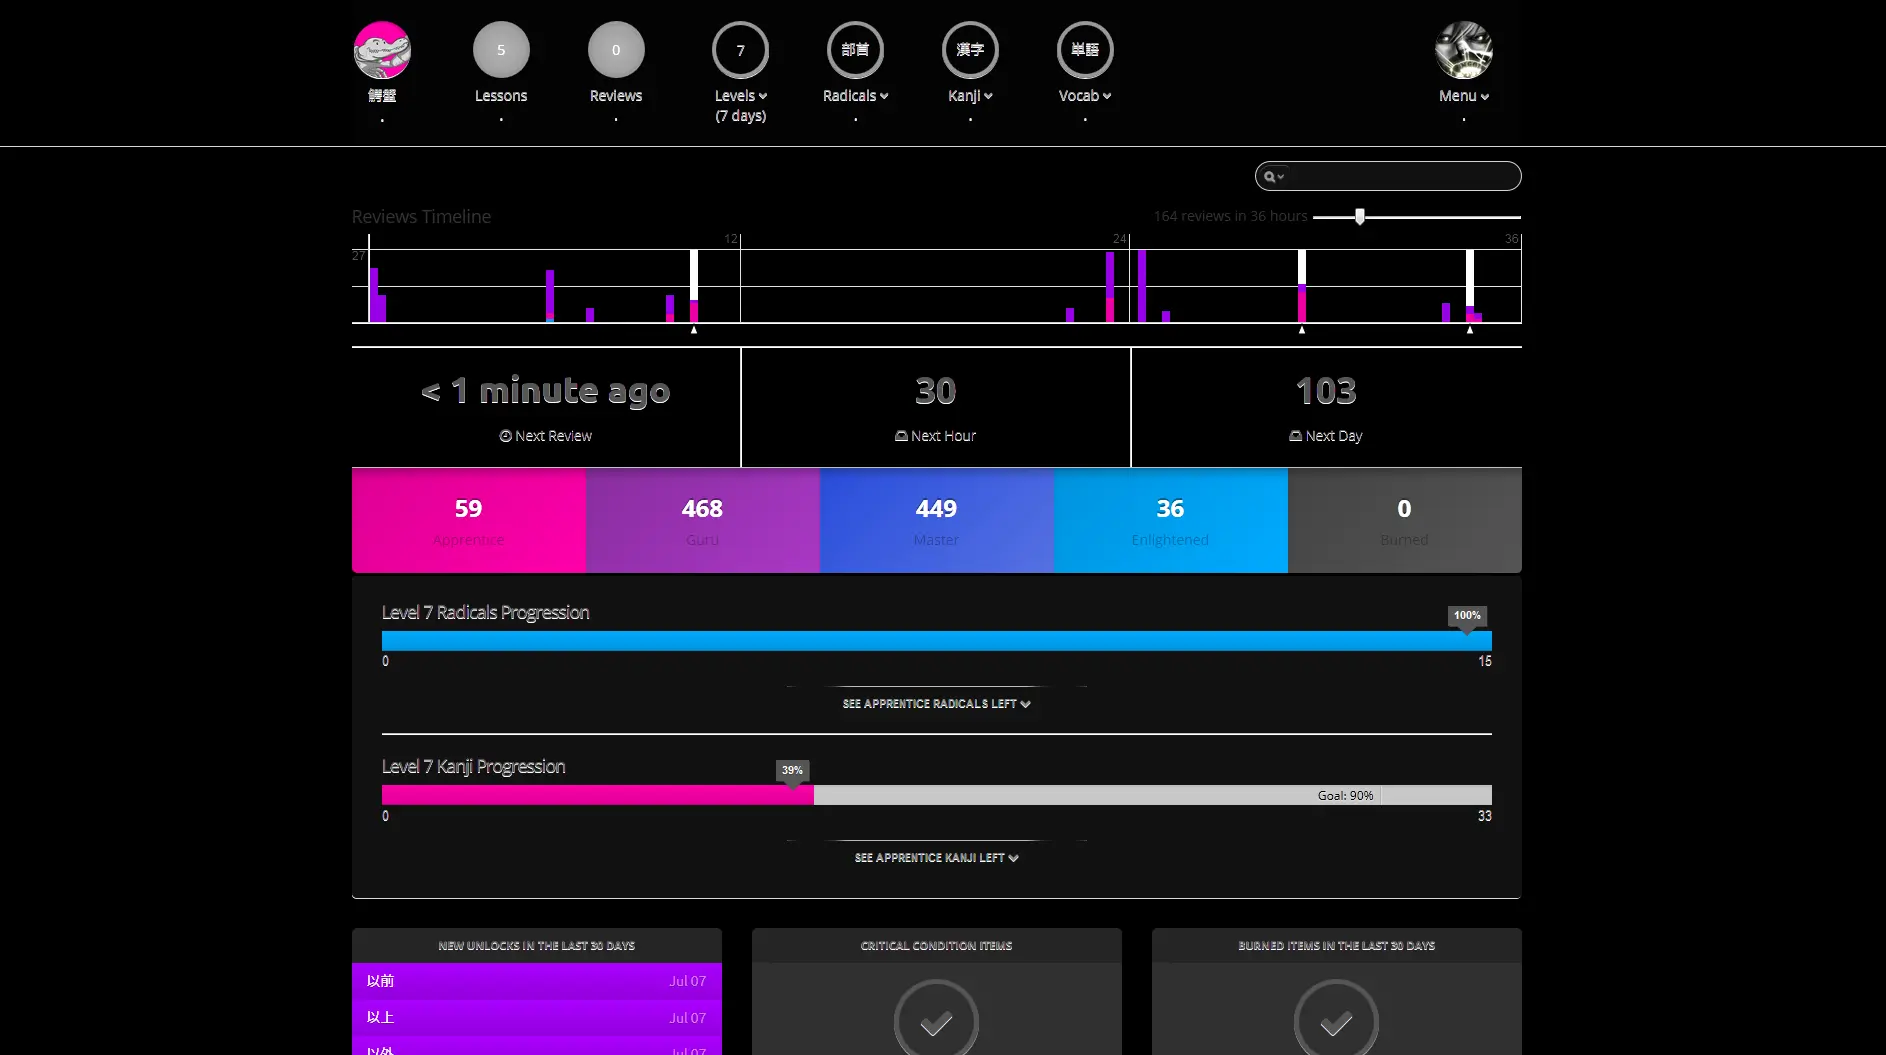 5
0
7
部首
漢字
単語
鰐蟹
Lessons
Reviews
Levels
(7 days)
Radicals
Kanji
Vocab
Menu
Reviews Timeline
164 reviews in 36 hours
12
24
36
27
< 1 minute ago
Next Review
30
Next Hour
103
Next Day
59
Apprentice
468
Guru
449
Master
36
Enlightened
0
Burned
Level 7 Radicals Progression
100%
0
15
SEE APPRENTICE RADICALS LEFT
Level 7 Kanji Progression
39%
Goal: 90%
0
33
SEE APPRENTICE KANJI LEFT
NEW UNLOCKS IN THE LAST 30 DAYS
以前 Jul 07
以上 Jul 07
以外 Jul 07
CRITICAL CONDITION ITEMS
BURNED ITEMS IN THE LAST 30 DAYS